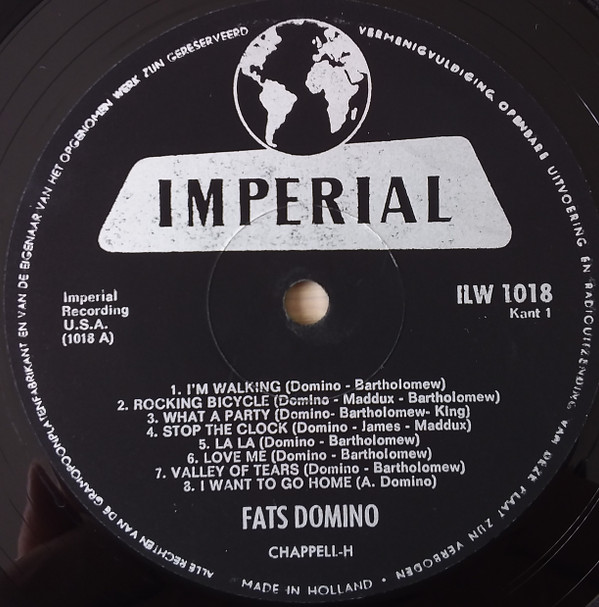 ALLE RECHTEN VAN DE GRAMOFOONPLATENFABRIKANT EN VAN DE EIGENAAR VAN HET OPGENOMEN WERK ZIJN GERESERVEERD
VERMENIGVULDIGING OPENBARE UITVOERING EN RADIOUITZENDING VAN DEZE PLAAT ZIJN VERBODEN
IMPERIAL
Imperial
Recording
U.S.A.
(1018 A)
ILW 1018
Kant 1
1. I'M WALKING (Domino - Bartholomew)
2. ROCKING BICYCLE (Domino - Maddux - Bartholomew)
3. WHAT A PARTY (Domino- Bartholomew- King)
4. STOP THE CLOCK (Domino - James - Maddux)
5. LA LA (Domino - Bartholomew)
6. LOVE ME (Domino - Bartholomew)
7. VALLEY OF TEARS (Domino - Bartholomew)
8. I WANT TO GO HOME (A. Domino)
FATS DOMINO
CHAPPELL-H
MADE IN HOLLAND •